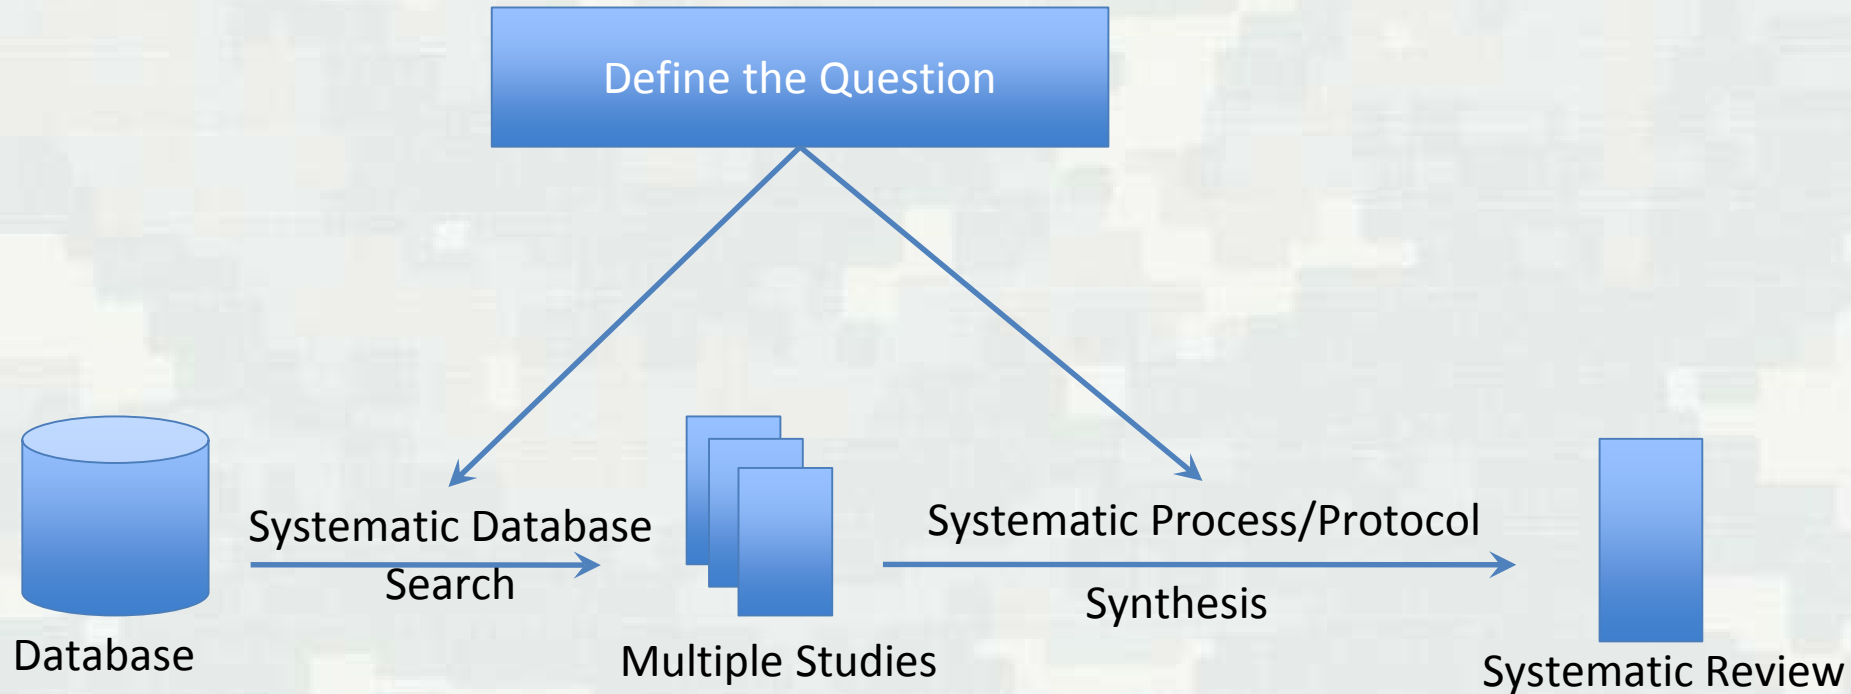 Define the Question
Systematic Database
Search
Systematic Process/Protocol
Synthesis
Database
Multiple Studies
Systematic Review